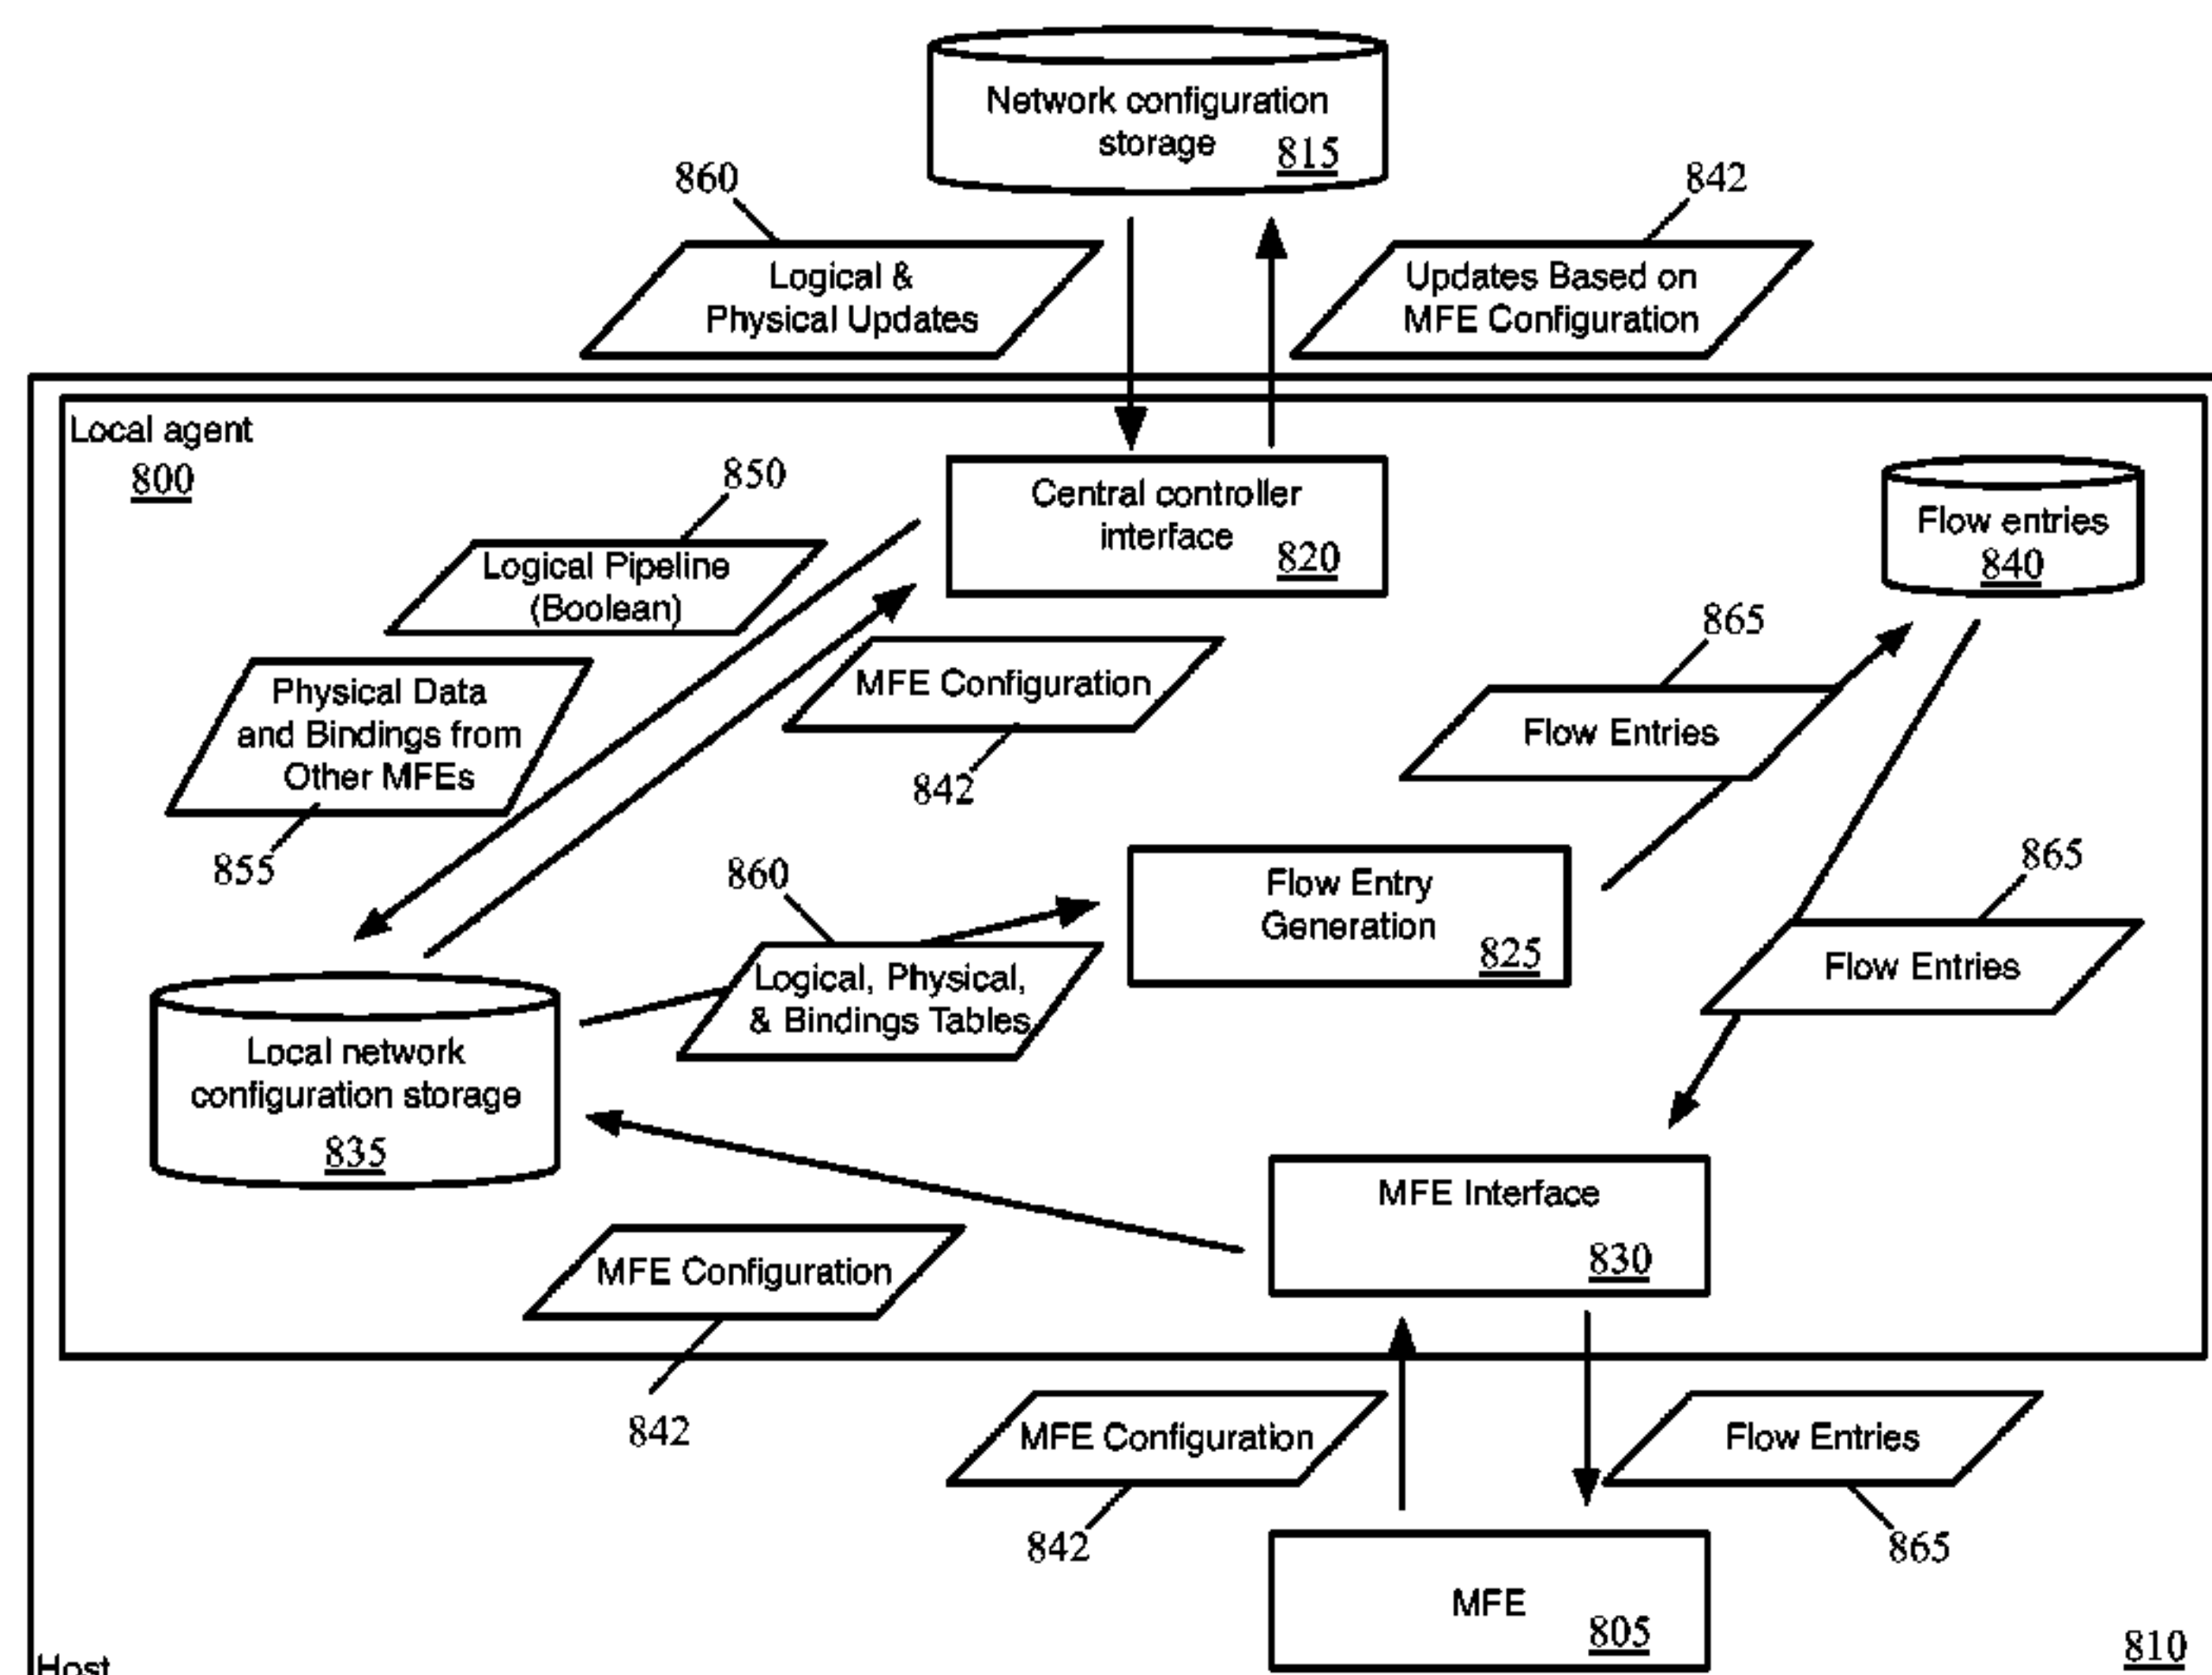 Network configuration
storage
815
860
842
Logical &
Physical Updates
Updates Based on
MFE Configuration
Local agent
800
850
Central controller
interface
820
Flow entries
840
Logical Pipeline
(Boolean)
865
Physical Data
and Bindings from
Other MFEs
MFE Configuration
842
Flow Entries
855
860
Flow Entry
Generation
825
865
Flow Entries
Logical, Physical,
& Bindings Tables
Local network
configuration storage
835
MFE Interface
830
MFE Configuration
842
MFE Configuration
842
Flow Entries
865
MFE
805
810
Host